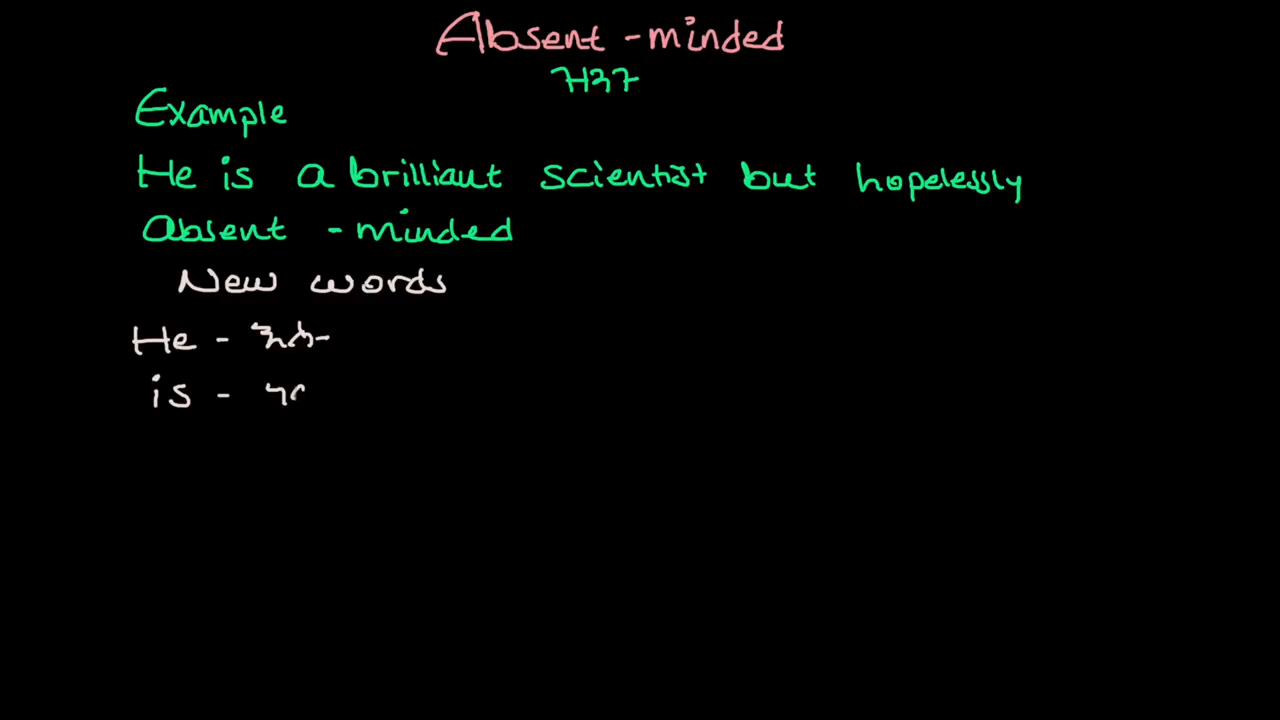 Absent-minded
ዝንጉ
Example
He is a brilliant scientist but hopelessly
absent-minded
New words
He - እሱ
is - ነ